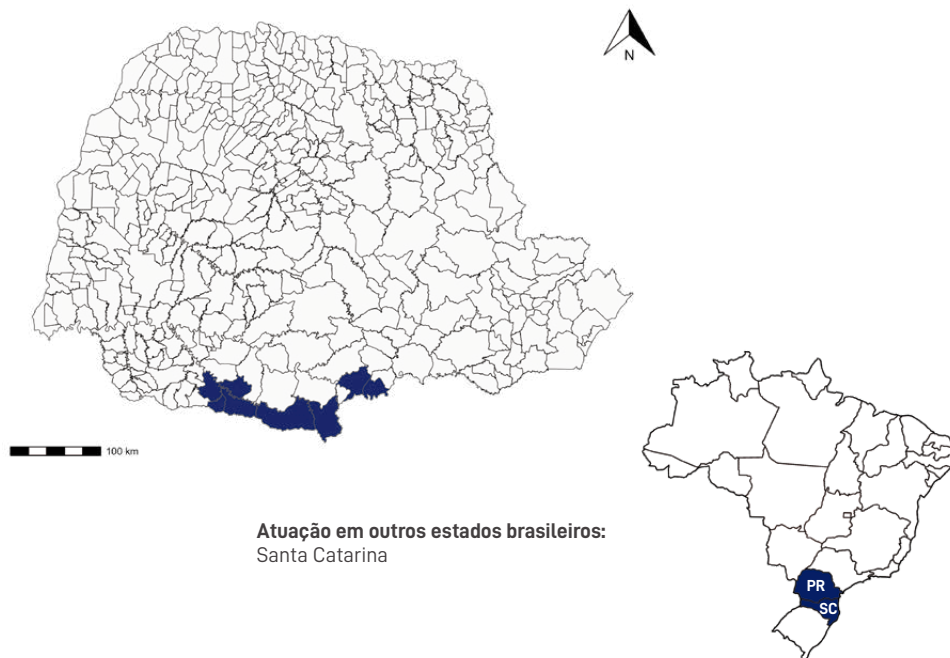 N
100 km
Atuação em outros estados brasileiros:
Santa Catarina
PR
SC